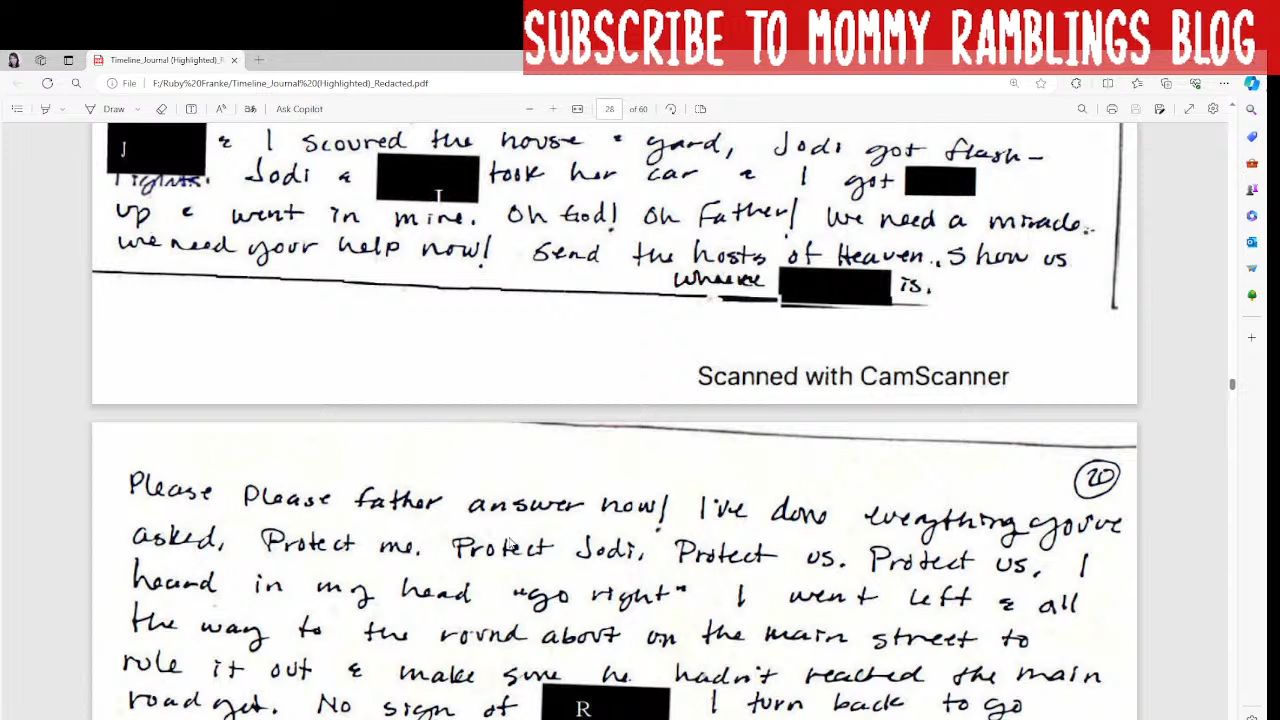 SUBSCRIBE TO MOMMY RAMBLINGS BLOG
Timeline_Journal (Highlighted)_R
File F:/Ruby%20Franke/Timeline_Journal%20(Highlighted)_Redacted.pdf
Draw Ask Copilot 28 of 60
J & I scoured the house & yard, Jodi got flash-
lights. Jodi & I took her car & I got
up & went in mine. Oh God! Oh Father! We need a miracle.
we need your help now! Send the hosts of Heaven. Show us
where is.
Scanned with CamScanner
20
Please Please father answer now! I've done everything you've
asked, Protect me. Protect Jodi, Protect us. Protect us. I
heard in my head "go right" I went left & all
the way to the round about on the main street to
rule it out & make sure he hadn't reached the main
road yet. No sign of R I turn back to go